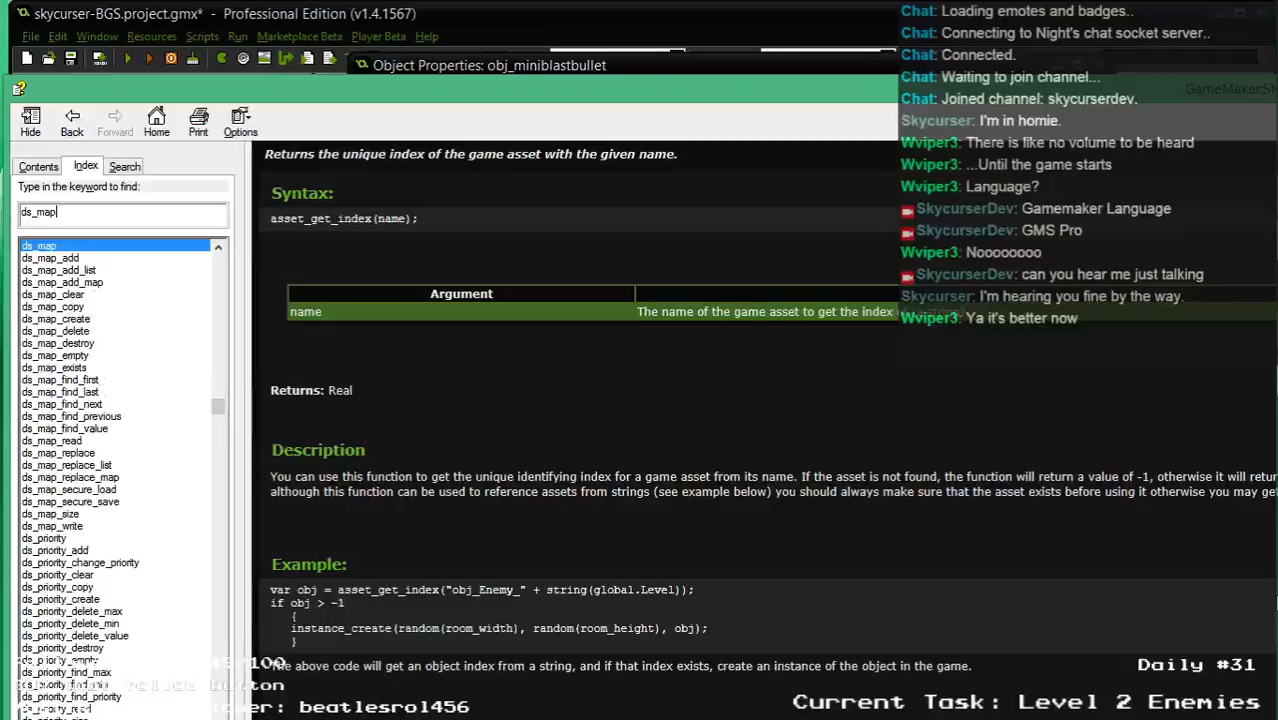 skycurser-BGS.project.gmx* - Professional Edition (v1.4.1567)
File Edit Window Resources Scripts Run Marketplace Beta Player Beta Help
Object Properties: obj_miniblastbullet
GameMaker:St
Hide Back Forward Home Print Options
Contents Index Search
Type in the keyword to find:
ds_map
ds_map
ds_map_add
ds_map_add_list
ds_map_add_map
ds_map_clear
ds_map_copy
ds_map_create
ds_map_delete
ds_map_destroy
ds_map_empty
ds_map_exists
ds_map_find_first
ds_map_find_last
ds_map_find_next
ds_map_find_previous
ds_map_find_value
ds_map_read
ds_map_replace
ds_map_replace_list
ds_map_replace_map
ds_map_secure_load
ds_map_secure_save
ds_map_size
ds_map_write
ds_priority
ds_priority_add
ds_priority_change_priority
ds_priority_clear
ds_priority_copy
ds_priority_create
ds_priority_delete_max
ds_priority_delete_min
ds_priority_delete_value
ds_priority_destroy
ds_priority_empty
ds_priority_find_max
ds_priority_find_min
ds_priority_find_priority
Returns the unique index of the game asset with the given name.
Syntax:
asset_get_index(name);
Argument
name The name of the game asset to get the index
Returns: Real
Description
You can use this function to get the unique identifying index for a game asset from its name. If the asset is not found, the function will return a value of -1, otherwise it will retur
although this function can be used to reference assets from strings (see example below) you should always make sure that the asset exists before using it otherwise you may get
Example:
var obj = asset_get_index("obj_Enemy_" + string(global.Level));
if obj > -1
{
instance_create(random(room_width), random(room_height), obj);
}
The above code will get an object index from a string, and if that index exists, create an instance of the object in the game.
Chat: Loading emotes and badges..
Chat: Connecting to Night's chat socket server..
Chat: Connected.
Chat: Waiting to join channel...
Chat: Joined channel: skycurserdev.
Skycurser: I'm in homie.
Wviper3: There is like no volume to be heard
Wviper3: ...Until the game starts
Wviper3: Language?
SkycurserDev: Gamemaker Language
SkycurserDev: GMS Pro
Wviper3: Noooooooo
SkycurserDev: can you hear me just talking
Skycurser: I'm hearing you fine by the way.
Wviper3: Ya it's better now
/100
button
: beatlesrol456
Daily #31
Current Task: Level 2 Enemies